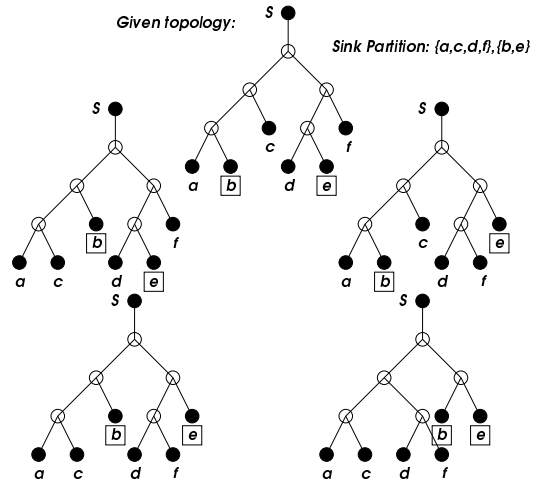 S
Given topology:
Sink Partition: {a,c,d,f},{b,e}
c f
a b d e
S
b f
a c d e
S
c e
a b d f
S
b e
a c d f
S
b e
a c d f